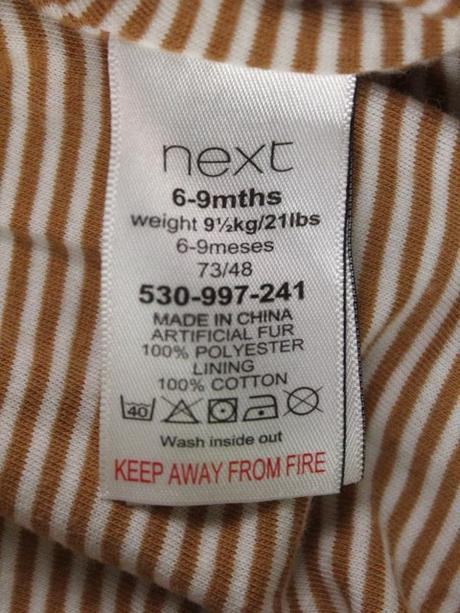 next
6-9mths
weight 9½kg/21lbs
6-9meses
73/48
530-997-241
MADE IN CHINA
ARTIFICIAL FUR
100% POLYESTER
LINING
100% COTTON
40
Wash inside out
KEEP AWAY FROM FIRE